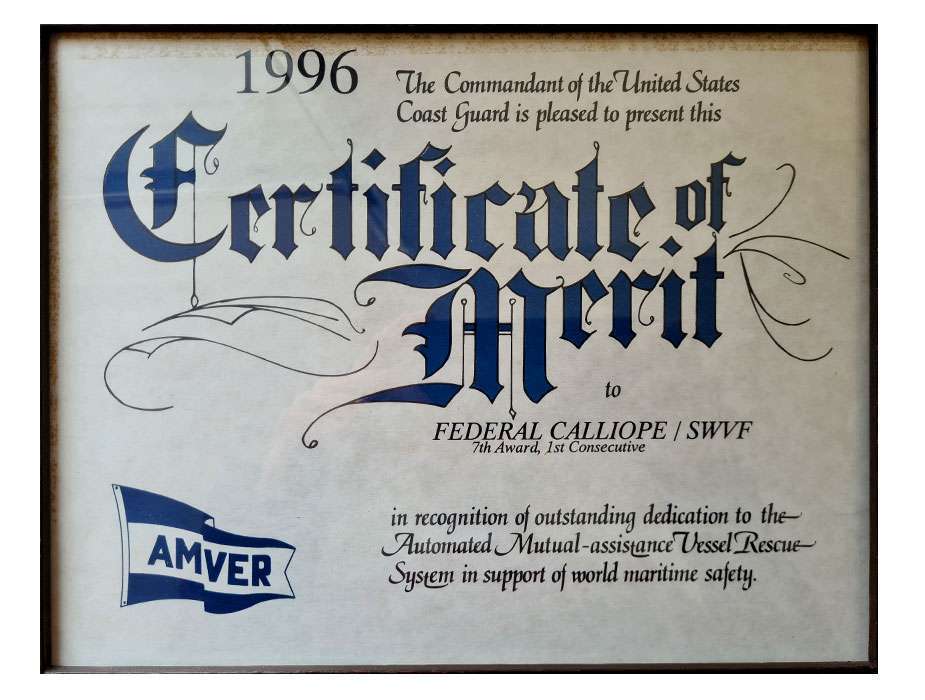 1996
The Commandant of the United States
Coast Guard is pleased to present this
Certificate of
Merit
to
FEDERAL CALLIOPE / SWVF
7th Award, 1st Consecutive
in recognition of outstanding dedication to the
Automated Mutual-assistance Vessel Rescue
System in support of world maritime safety.
AMVER